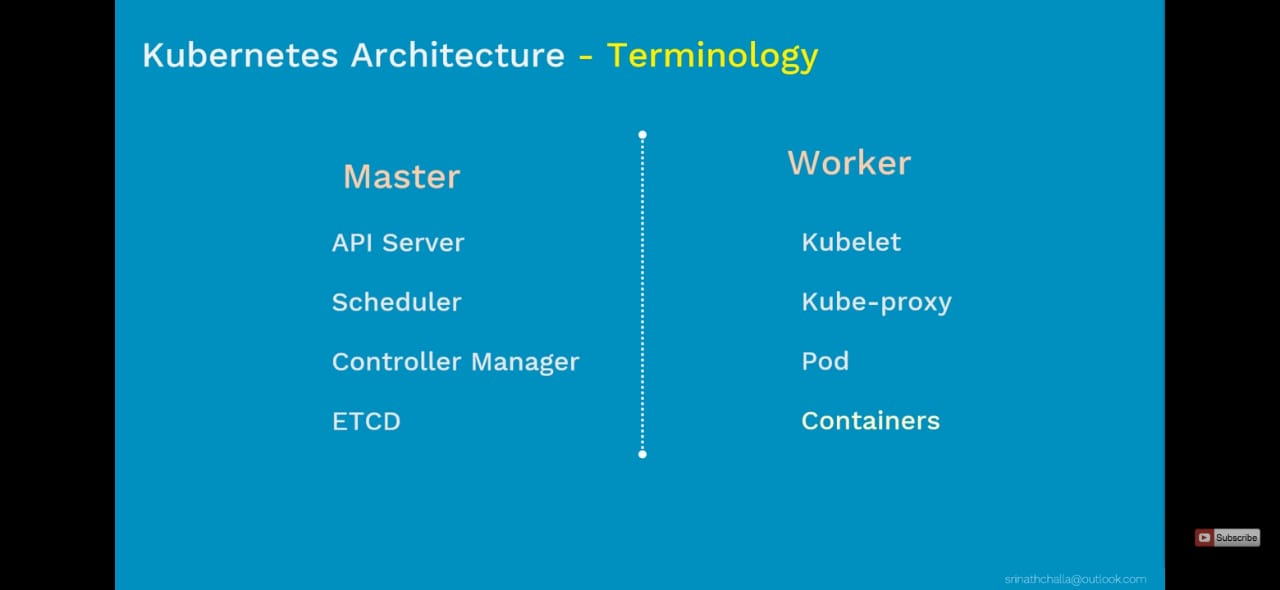 Kubernetes Architecture - Terminology
Master
API Server
Scheduler
Controller Manager
ETCD
Worker
Kubelet
Kube-proxy
Pod
Containers
Subscribe
srinathchalla@outlook.com